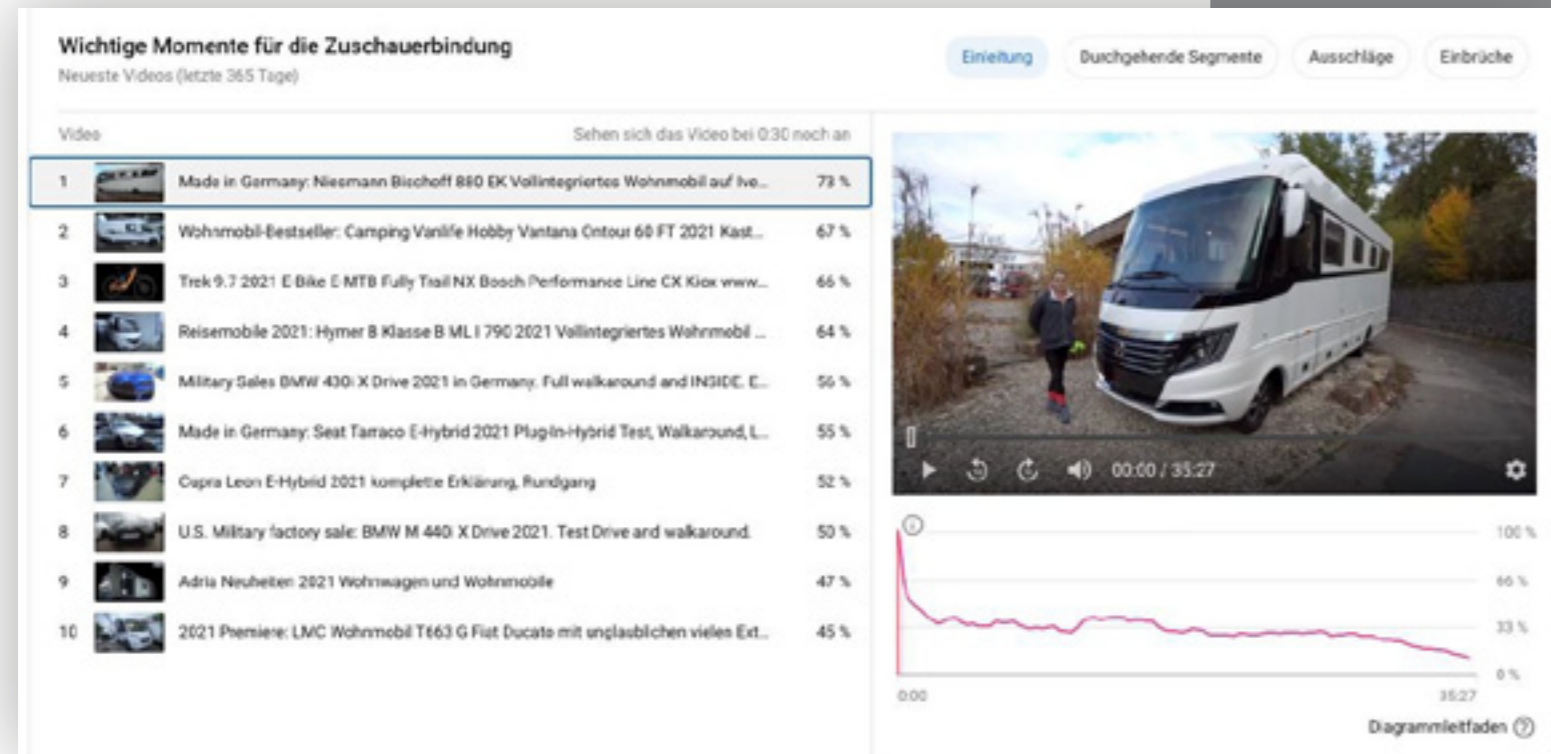 Wichtige Momente für die Zuschauerbindung
Neueste Videos (letzte 365 Tage)
Einleitung
Durchgehende Segmente
Ausschläge
Einbrüche
Video
Sehen sich das Video bei 0:30 noch an
1 Made in Germany: Niesmann Bischoff 880 EK Vollintegriertes Wohnmobil auf Ive... 73 %
2 Wohnmobil-Bestseller: Camping Vanlife Hobby Vantana Ontour 60 FT 2021 Kast... 67 %
3 Trek 9.7 2021 E-Bike E-MTB Fully Trail NX Bosch Performance Line CX Kiox www... 66 %
4 Reisemobile 2021: Hymer B Klasse B ML I 790 2021 Vollintegriertes Wohnmobil ... 64 %
5 Military Sales BMW 430i X Drive 2021 in Germany. Full walkaround and INSIDE. E... 56 %
6 Made in Germany: Seat Tarraco E-Hybrid 2021 Plug-In-Hybrid Test, Walkaround, L... 55 %
7 Cupra Leon E-Hybrid 2021 komplette Erklärung, Rundgang 52 %
8 U.S. Military factory sale: BMW M 440i X Drive 2021. Test Drive and walkaround. 50 %
9 Adria Neuheiten 2021 Wohnwagen und Wohnmobile 47 %
10 2021 Premiere: LMC Wohnmobil T663 G Fiat Ducato mit unglaublichen vielen Ext... 45 %
10
00:00 / 35:27
100 %
66 %
33 %
0 %
0:00
35:27
Diagrammleitfaden